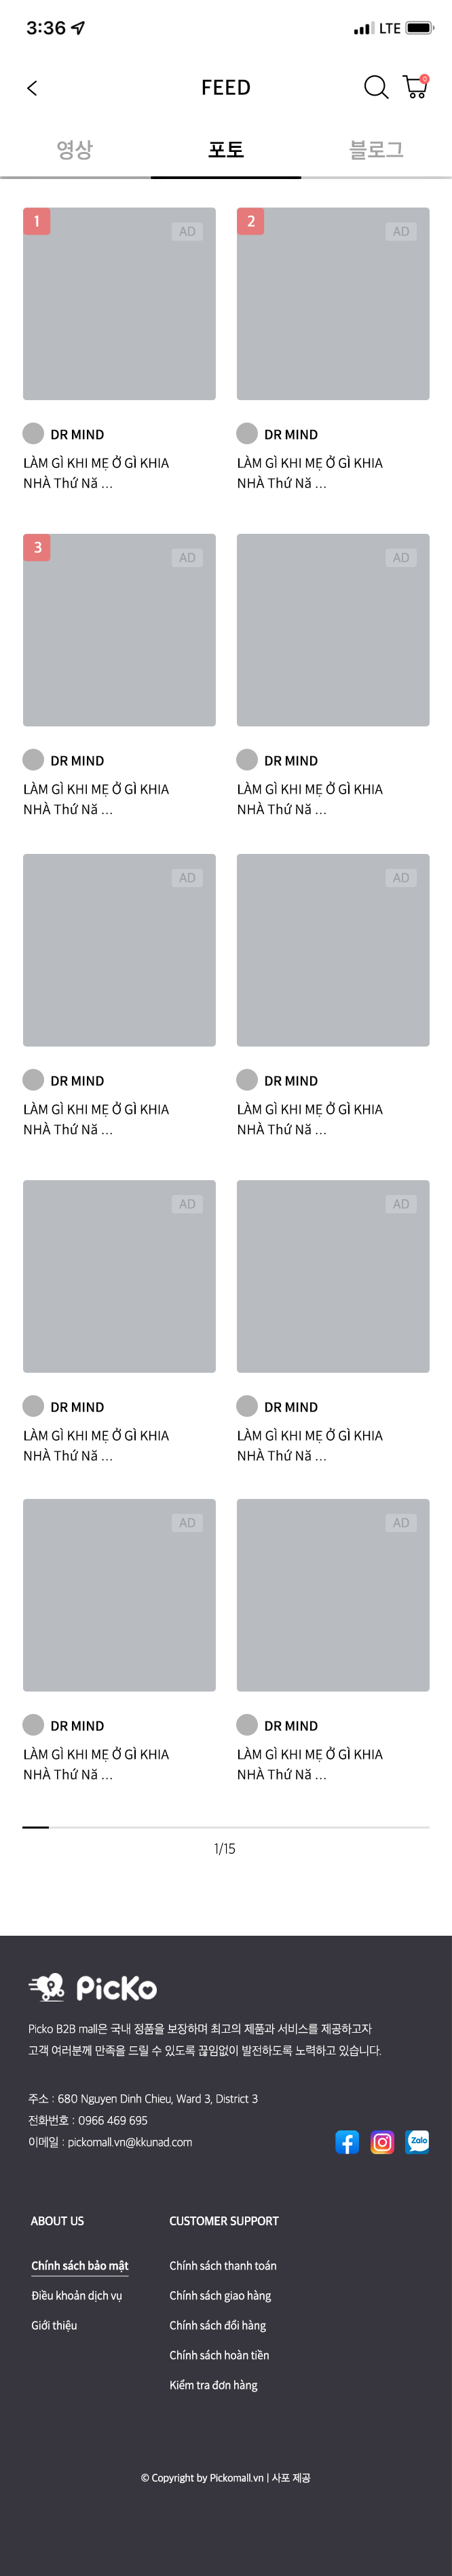 3:36
LTE
FEED
0
영상
포토
블로그
1
AD
2
AD
DR MIND
DR MIND
LÀM GÌ KHI MẸ Ở GÌ KHIA
NHÀ Thứ Nă ...
LÀM GÌ KHI MẸ Ở GÌ KHIA
NHÀ Thứ Nă ...
3
AD
AD
DR MIND
DR MIND
LÀM GÌ KHI MẸ Ở GÌ KHIA
NHÀ Thứ Nă ...
LÀM GÌ KHI MẸ Ở GÌ KHIA
NHÀ Thứ Nă ...
AD
AD
DR MIND
DR MIND
LÀM GÌ KHI MẸ Ở GÌ KHIA
NHÀ Thứ Nă ...
LÀM GÌ KHI MẸ Ở GÌ KHIA
NHÀ Thứ Nă ...
AD
AD
DR MIND
DR MIND
LÀM GÌ KHI MẸ Ở GÌ KHIA
NHÀ Thứ Nă ...
LÀM GÌ KHI MẸ Ở GÌ KHIA
NHÀ Thứ Nă ...
AD
AD
DR MIND
DR MIND
LÀM GÌ KHI MẸ Ở GÌ KHIA
NHÀ Thứ Nă ...
LÀM GÌ KHI MẸ Ở GÌ KHIA
NHÀ Thứ Nă ...
1/15
PicKo
Picko B2B mall은 국내 정품을 보장하며 최고의 제품과 서비스를 제공하고자
고객 여러분께 만족을 드릴 수 있도록 끊임없이 발전하도록 노력하고 있습니다.
주소 : 680 Nguyen Dinh Chieu, Ward 3, District 3
전화번호 : 0966 469 695
이메일 : pickomall.vn@kkunad.com
Zalo
ABOUT US
Chính sách bảo mật
Điều khoản dịch vụ
Giới thiệu
CUSTOMER SUPPORT
Chính sách thanh toán
Chính sách giao hàng
Chính sách đổi hàng
Chính sách hoàn tiền
Kiểm tra đơn hàng
© Copyright by Pickomall.vn | 사포 제공